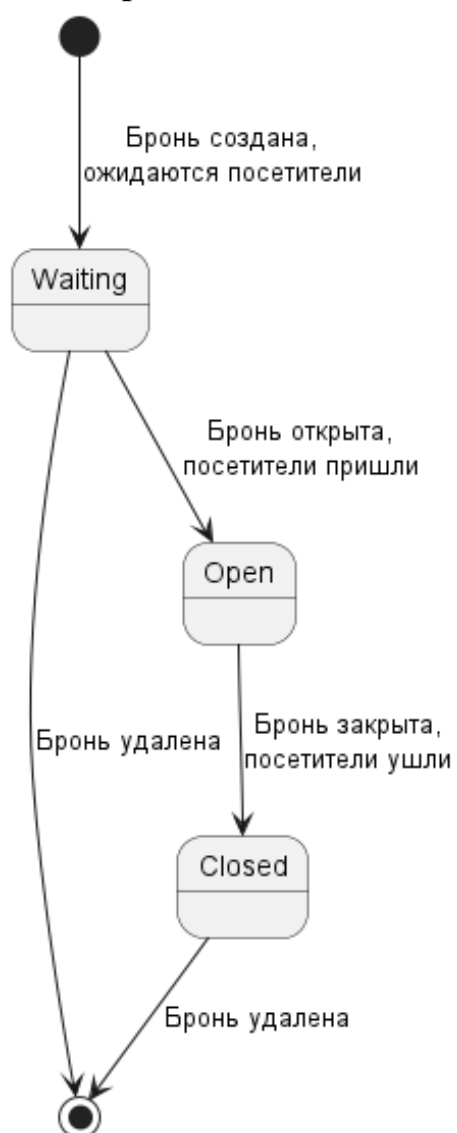 Бронь создана,
ожидаются посетители
Waiting
Бронь открыта,
посетители пришли
Open
Бронь удалена
Бронь закрыта,
посетители ушли
Closed
Бронь удалена